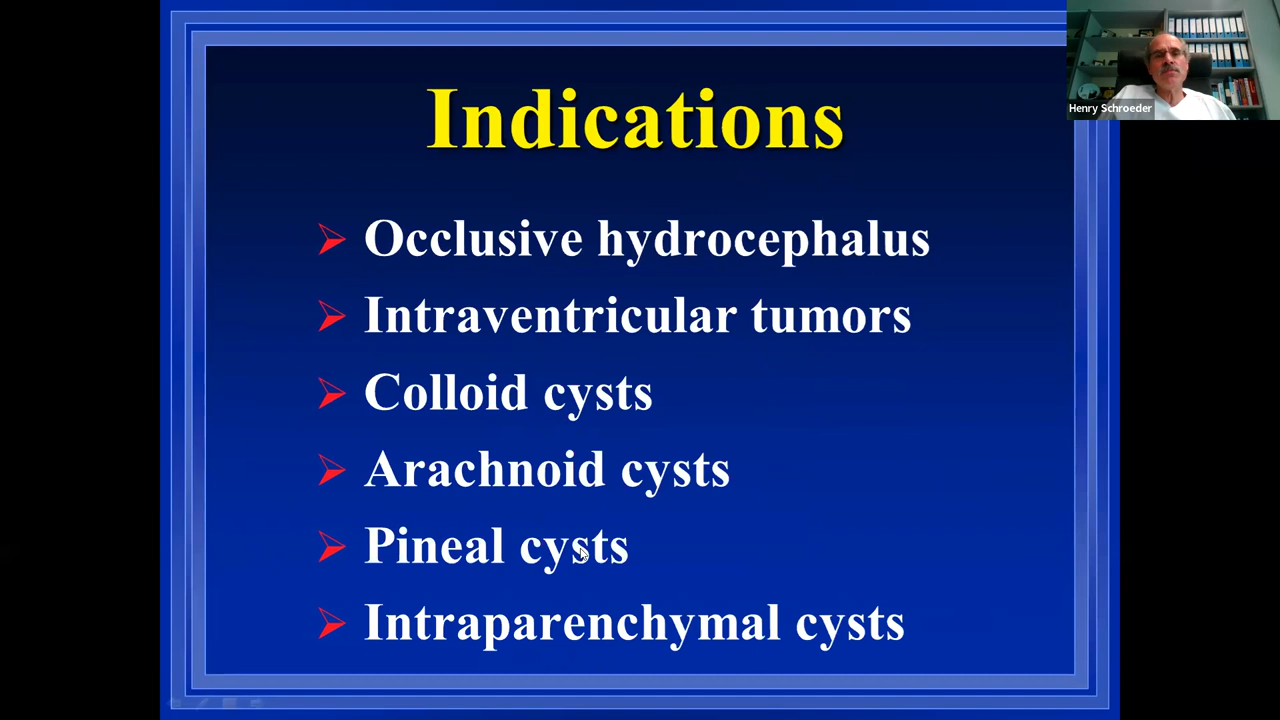 Indications
Henry Schroeder
Occlusive hydrocephalus
Intraventricular tumors
Colloid cysts
Arachnoid cysts
Pineal cysts
Intraparenchymal cysts